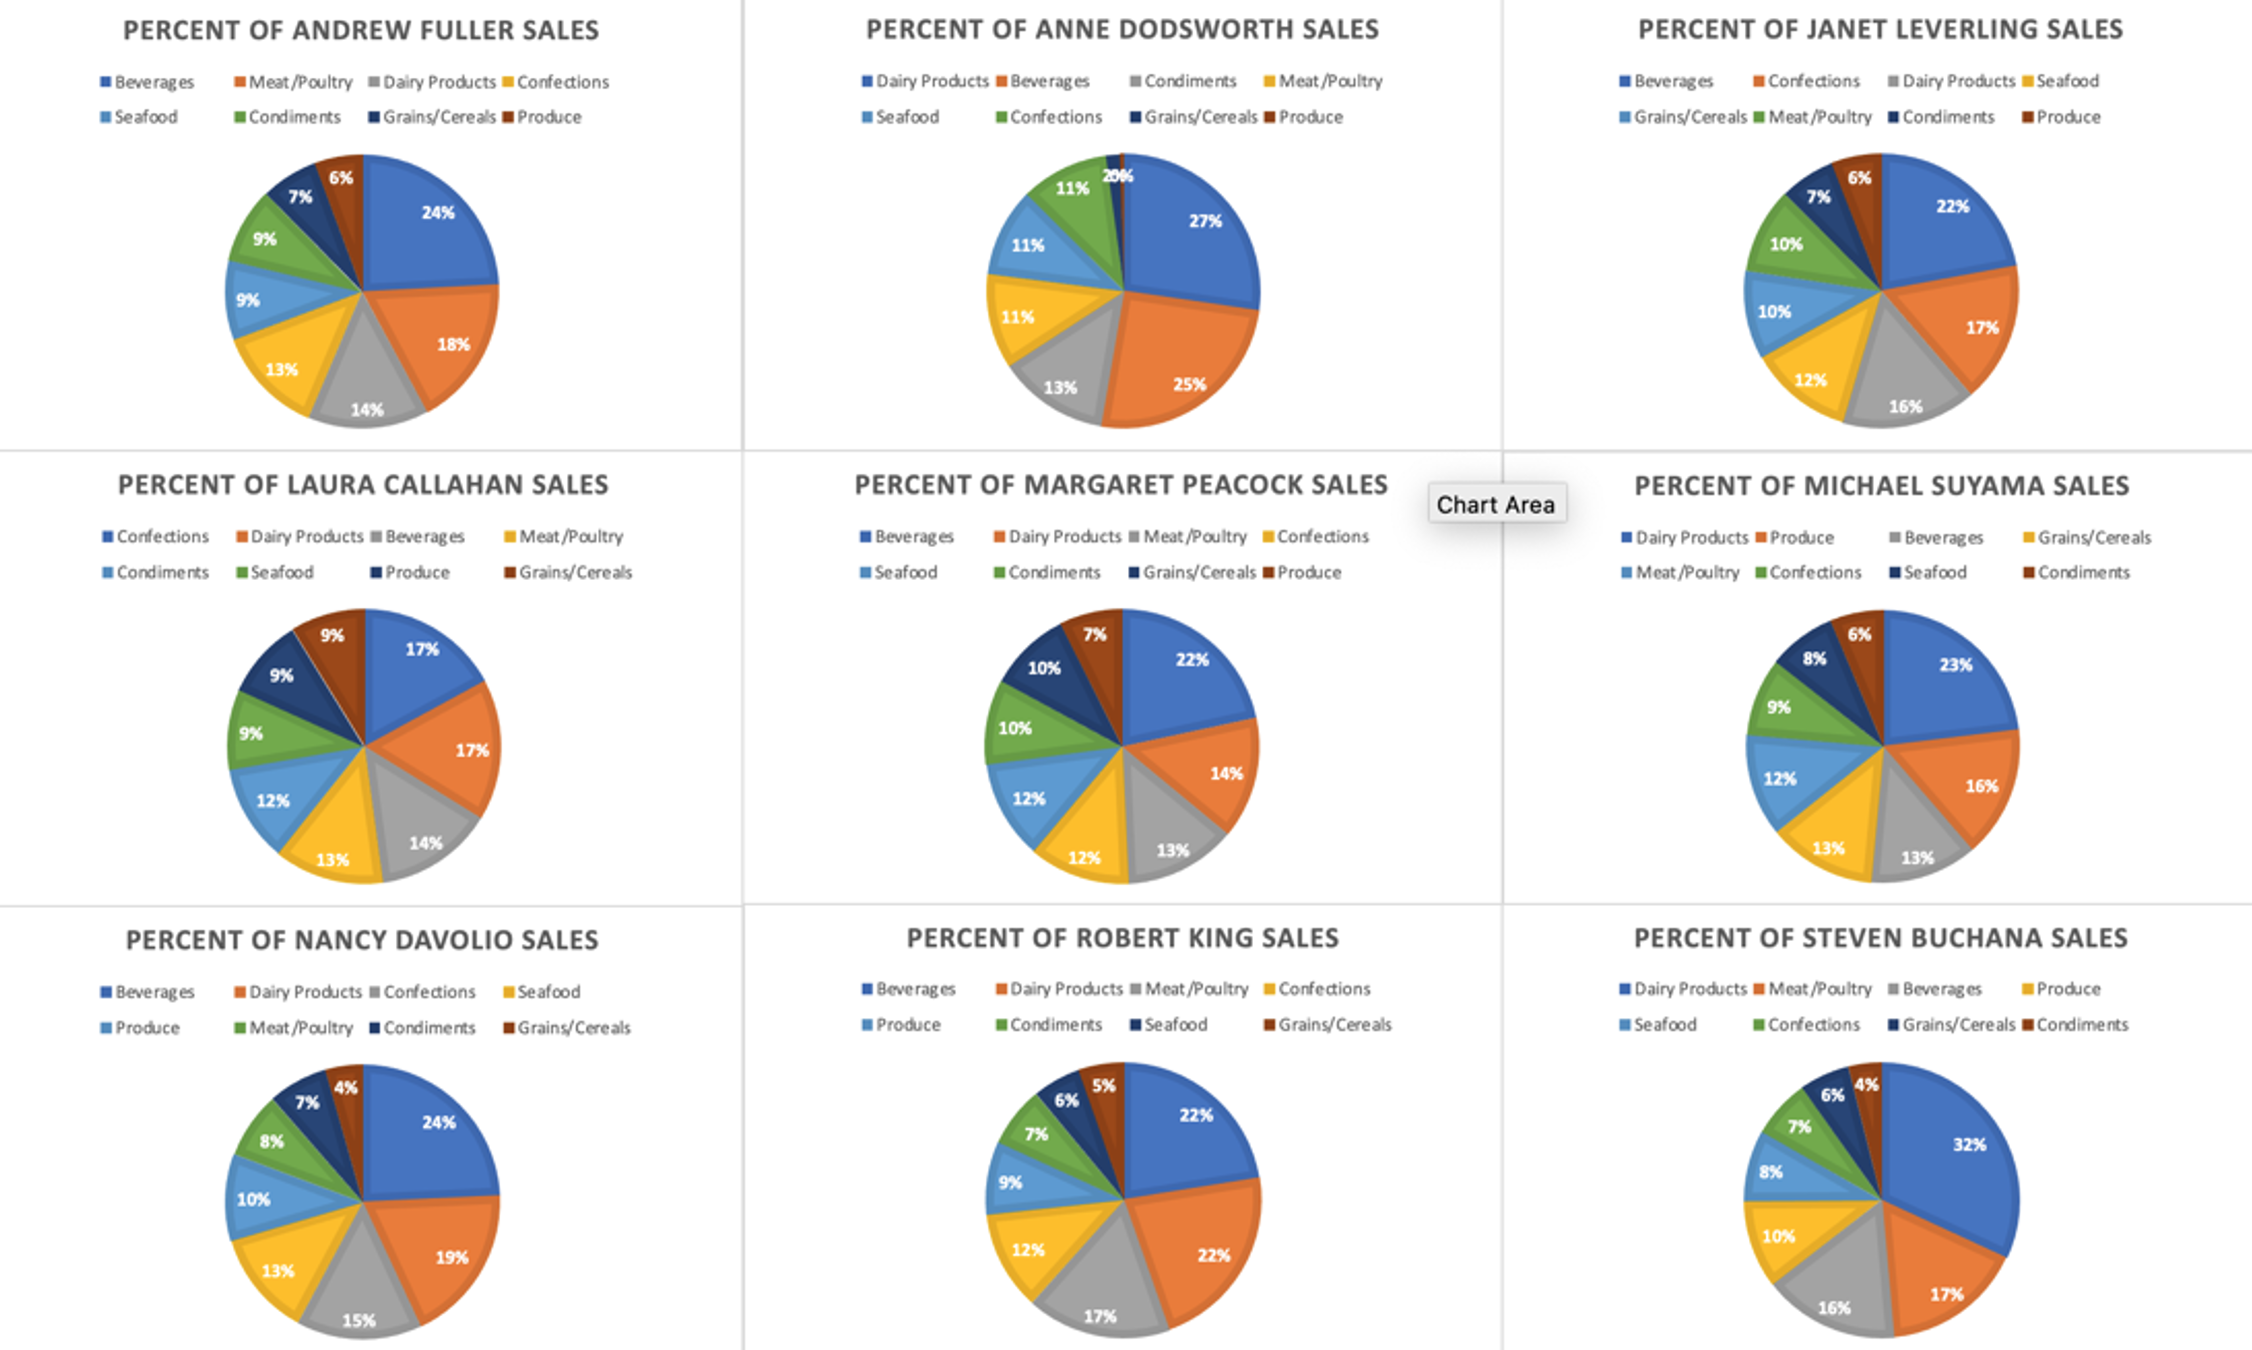 PERCENT OF ANDREW FULLER SALES
Beverages Meat/Poultry Dairy Products Confections
Seafood Condiments Grains/Cereals Produce
24%
18%
14%
13%
9%
9%
7%
6%
PERCENT OF ANNE DODSWORTH SALES
Dairy Products Beverages Condiments Meat/Poultry
Seafood Confections Grains/Cereals Produce
27%
25%
13%
11%
11%
11%
2%
0%
PERCENT OF JANET LEVERLING SALES
Beverages Confections Dairy Products Seafood
Grains/Cereals Meat/Poultry Condiments Produce
22%
17%
16%
12%
10%
10%
7%
6%
PERCENT OF LAURA CALLAHAN SALES
Confections Dairy Products Beverages Meat/Poultry
Condiments Seafood Produce Grains/Cereals
17%
17%
14%
13%
12%
9%
9%
9%
PERCENT OF MARGARET PEACOCK SALES
Beverages Dairy Products Meat/Poultry Confections
Seafood Condiments Grains/Cereals Produce
22%
14%
13%
12%
12%
10%
10%
7%
Chart Area
PERCENT OF MICHAEL SUYAMA SALES
Dairy Products Produce Beverages Grains/Cereals
Meat/Poultry Confections Seafood Condiments
23%
16%
13%
13%
12%
9%
8%
6%
PERCENT OF NANCY DAVOLIO SALES
Beverages Dairy Products Confections Seafood
Produce Meat/Poultry Condiments Grains/Cereals
24%
19%
15%
13%
10%
8%
7%
4%
PERCENT OF ROBERT KING SALES
Beverages Dairy Products Meat/Poultry Confections
Produce Condiments Seafood Grains/Cereals
22%
22%
17%
12%
9%
7%
6%
5%
PERCENT OF STEVEN BUCHANA SALES
Dairy Products Meat/Poultry Beverages Produce
Seafood Confections Grains/Cereals Condiments
32%
17%
16%
10%
8%
7%
6%
4%